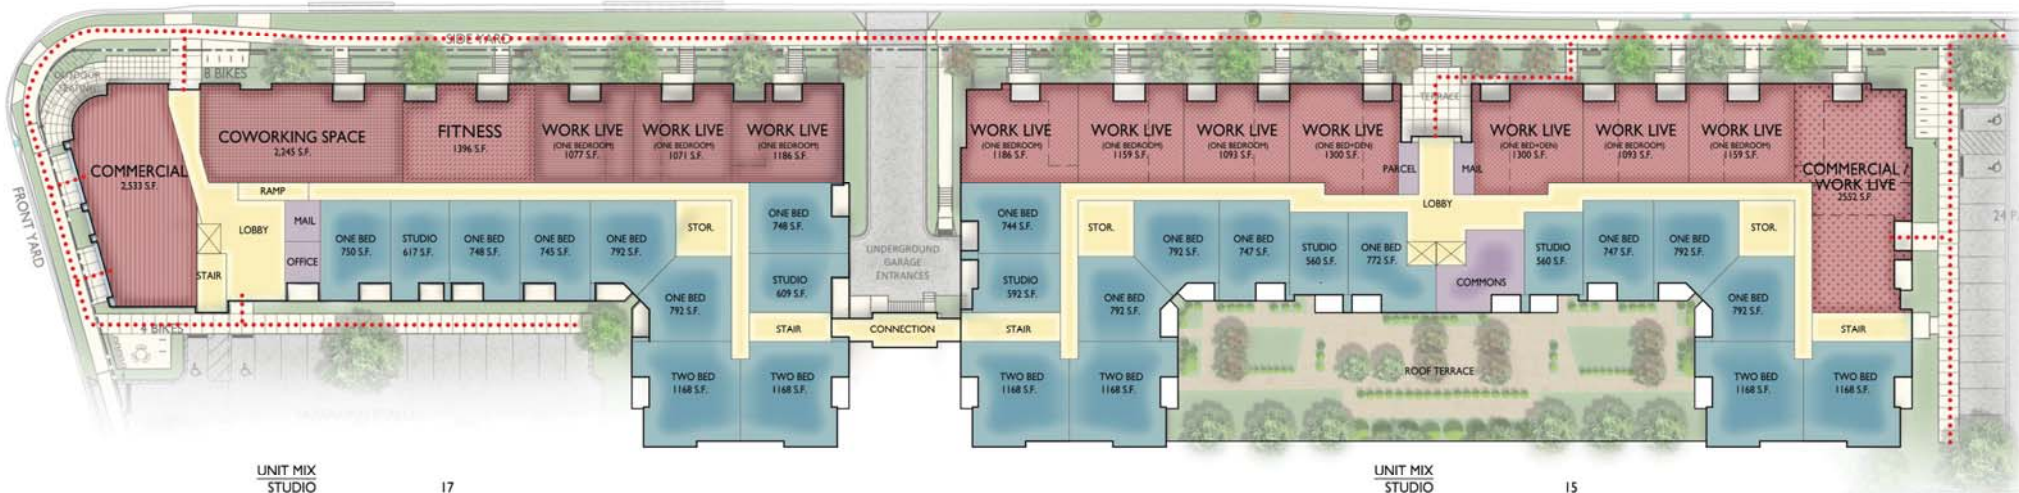 SIDE YARD
8 BIKES
OUTDOOR
SEATING
FRONT YARD
COMMERCIAL
2,533 S.F.
COWORKING SPACE
2,245 S.F.
FITNESS
1396 S.F.
WORK LIVE
(ONE BEDROOM)
1077 S.F.
WORK LIVE
(ONE BEDROOM)
1071 S.F.
WORK LIVE
(ONE BEDROOM)
1186 S.F.
RAMP
LOBBY
STAIR
MAIL
OFFICE
ONE BED
750 S.F.
STUDIO
617 S.F.
ONE BED
748 S.F.
ONE BED
745 S.F.
ONE BED
792 S.F.
STOR.
ONE BED
748 S.F.
STUDIO
609 S.F.
ONE BED
792 S.F.
STAIR
CONNECTION
TWO BED
1168 S.F.
TWO BED
1168 S.F.
4 BIKES
UNDERGROUND
GARAGE
ENTRANCES
WORK LIVE
(ONE BEDROOM)
1186 S.F.
WORK LIVE
(ONE BEDROOM)
1159 S.F.
WORK LIVE
(ONE BEDROOM)
1093 S.F.
WORK LIVE
(ONE BED+DEN)
1300 S.F.
TERRACE
PARCEL
MAIL
WORK LIVE
(ONE BED+DEN)
1300 S.F.
WORK LIVE
(ONE BEDROOM)
1093 S.F.
WORK LIVE
(ONE BEDROOM)
1159 S.F.
COMMERCIAL /
WORK LIVE
2552 S.F.
ONE BED
744 S.F.
STUDIO
592 S.F.
STAIR
STOR.
ONE BED
792 S.F.
ONE BED
792 S.F.
ONE BED
747 S.F.
STUDIO
560 S.F.
ONE BED
772 S.F.
LOBBY
COMMONS
STUDIO
560 S.F.
ONE BED
747 S.F.
ONE BED
792 S.F.
STOR.
ONE BED
792 S.F.
STAIR
TWO BED
1168 S.F.
TWO BED
1168 S.F.
ROOF TERRACE
TWO BED
1168 S.F.
TWO BED
1168 S.F.
UNIT MIX
STUDIO 17
UNIT MIX
STUDIO 15